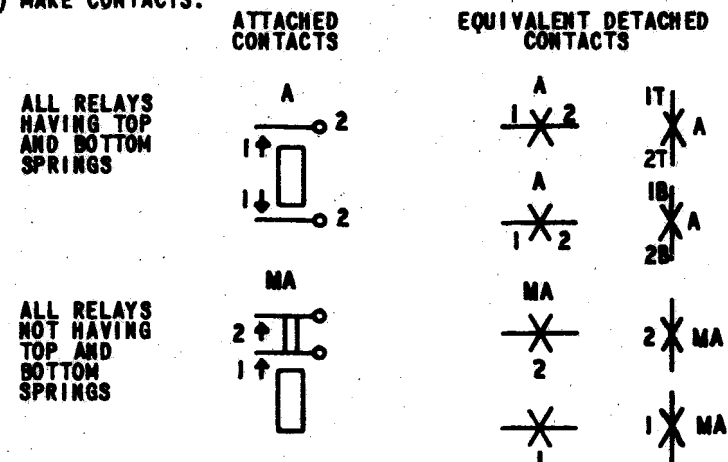 ) MAKE CONTACTS.
ATTACHED
CONTACTS
EQUIVALENT DETACHED
CONTACTS
ALL RELAYS
HAVING TOP
AND BOTTOM
SPRINGS
A
2
1
1
2
A
1 2
1T
A
2T
A
1 2
1B
A
2B
ALL RELAYS
NOT HAVING
TOP AND
BOTTOM
SPRINGS
MA
2
1
MA
2
2 MA
1
1 MA